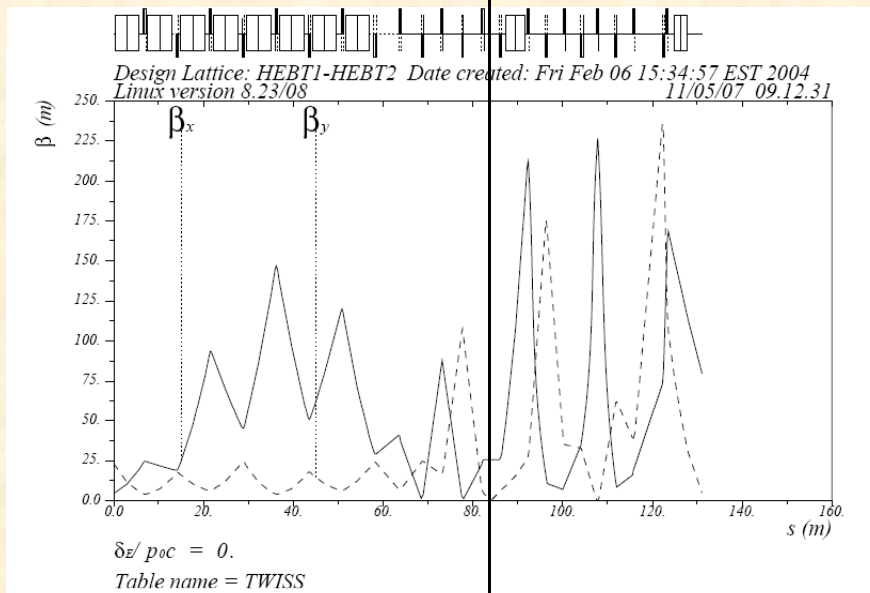 Design Lattice: HEBT1-HEBT2 Date created: Fri Feb 06 15:34:57 EST 2004
Linux version 8.23/08 11/05/07 09.12.31
β (m)
250.
225.
200.
175.
150.
125.
100.
75.
50.
25.
0.0
βx
βy
0.0 20. 40. 60. 80. 100. 120. 140. 160.
s (m)
δE/ p0c = 0.
Table name = TWISS